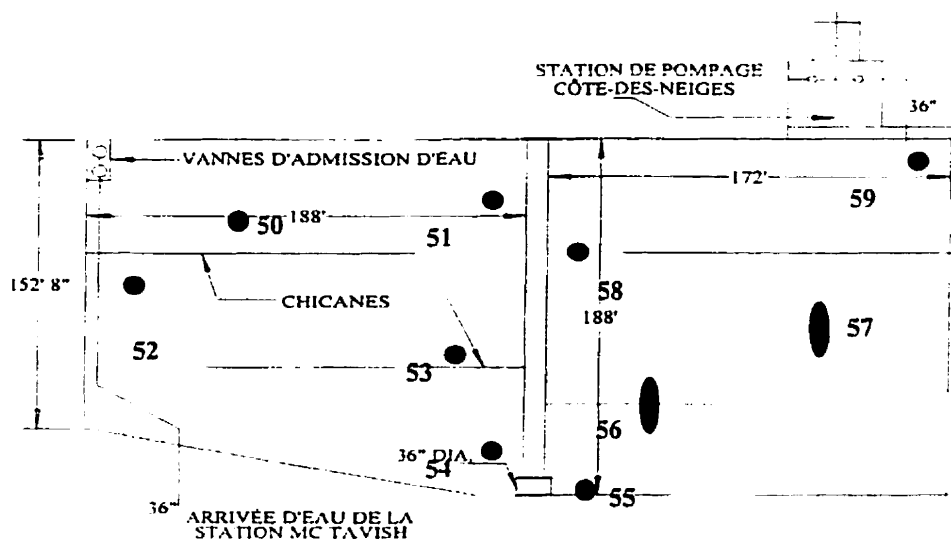 STATION DE POMPAGE
CÔTE-DES-NEIGES
36"
VANNES D'ADMISSION D'EAU
172'
59
188'
50
51
152' 8"
CHICANES
58
188'
57
52
53
56
36" DIA.
54
55
36"
ARRIVÉE D'EAU DE LA
STATION MC TAVISH